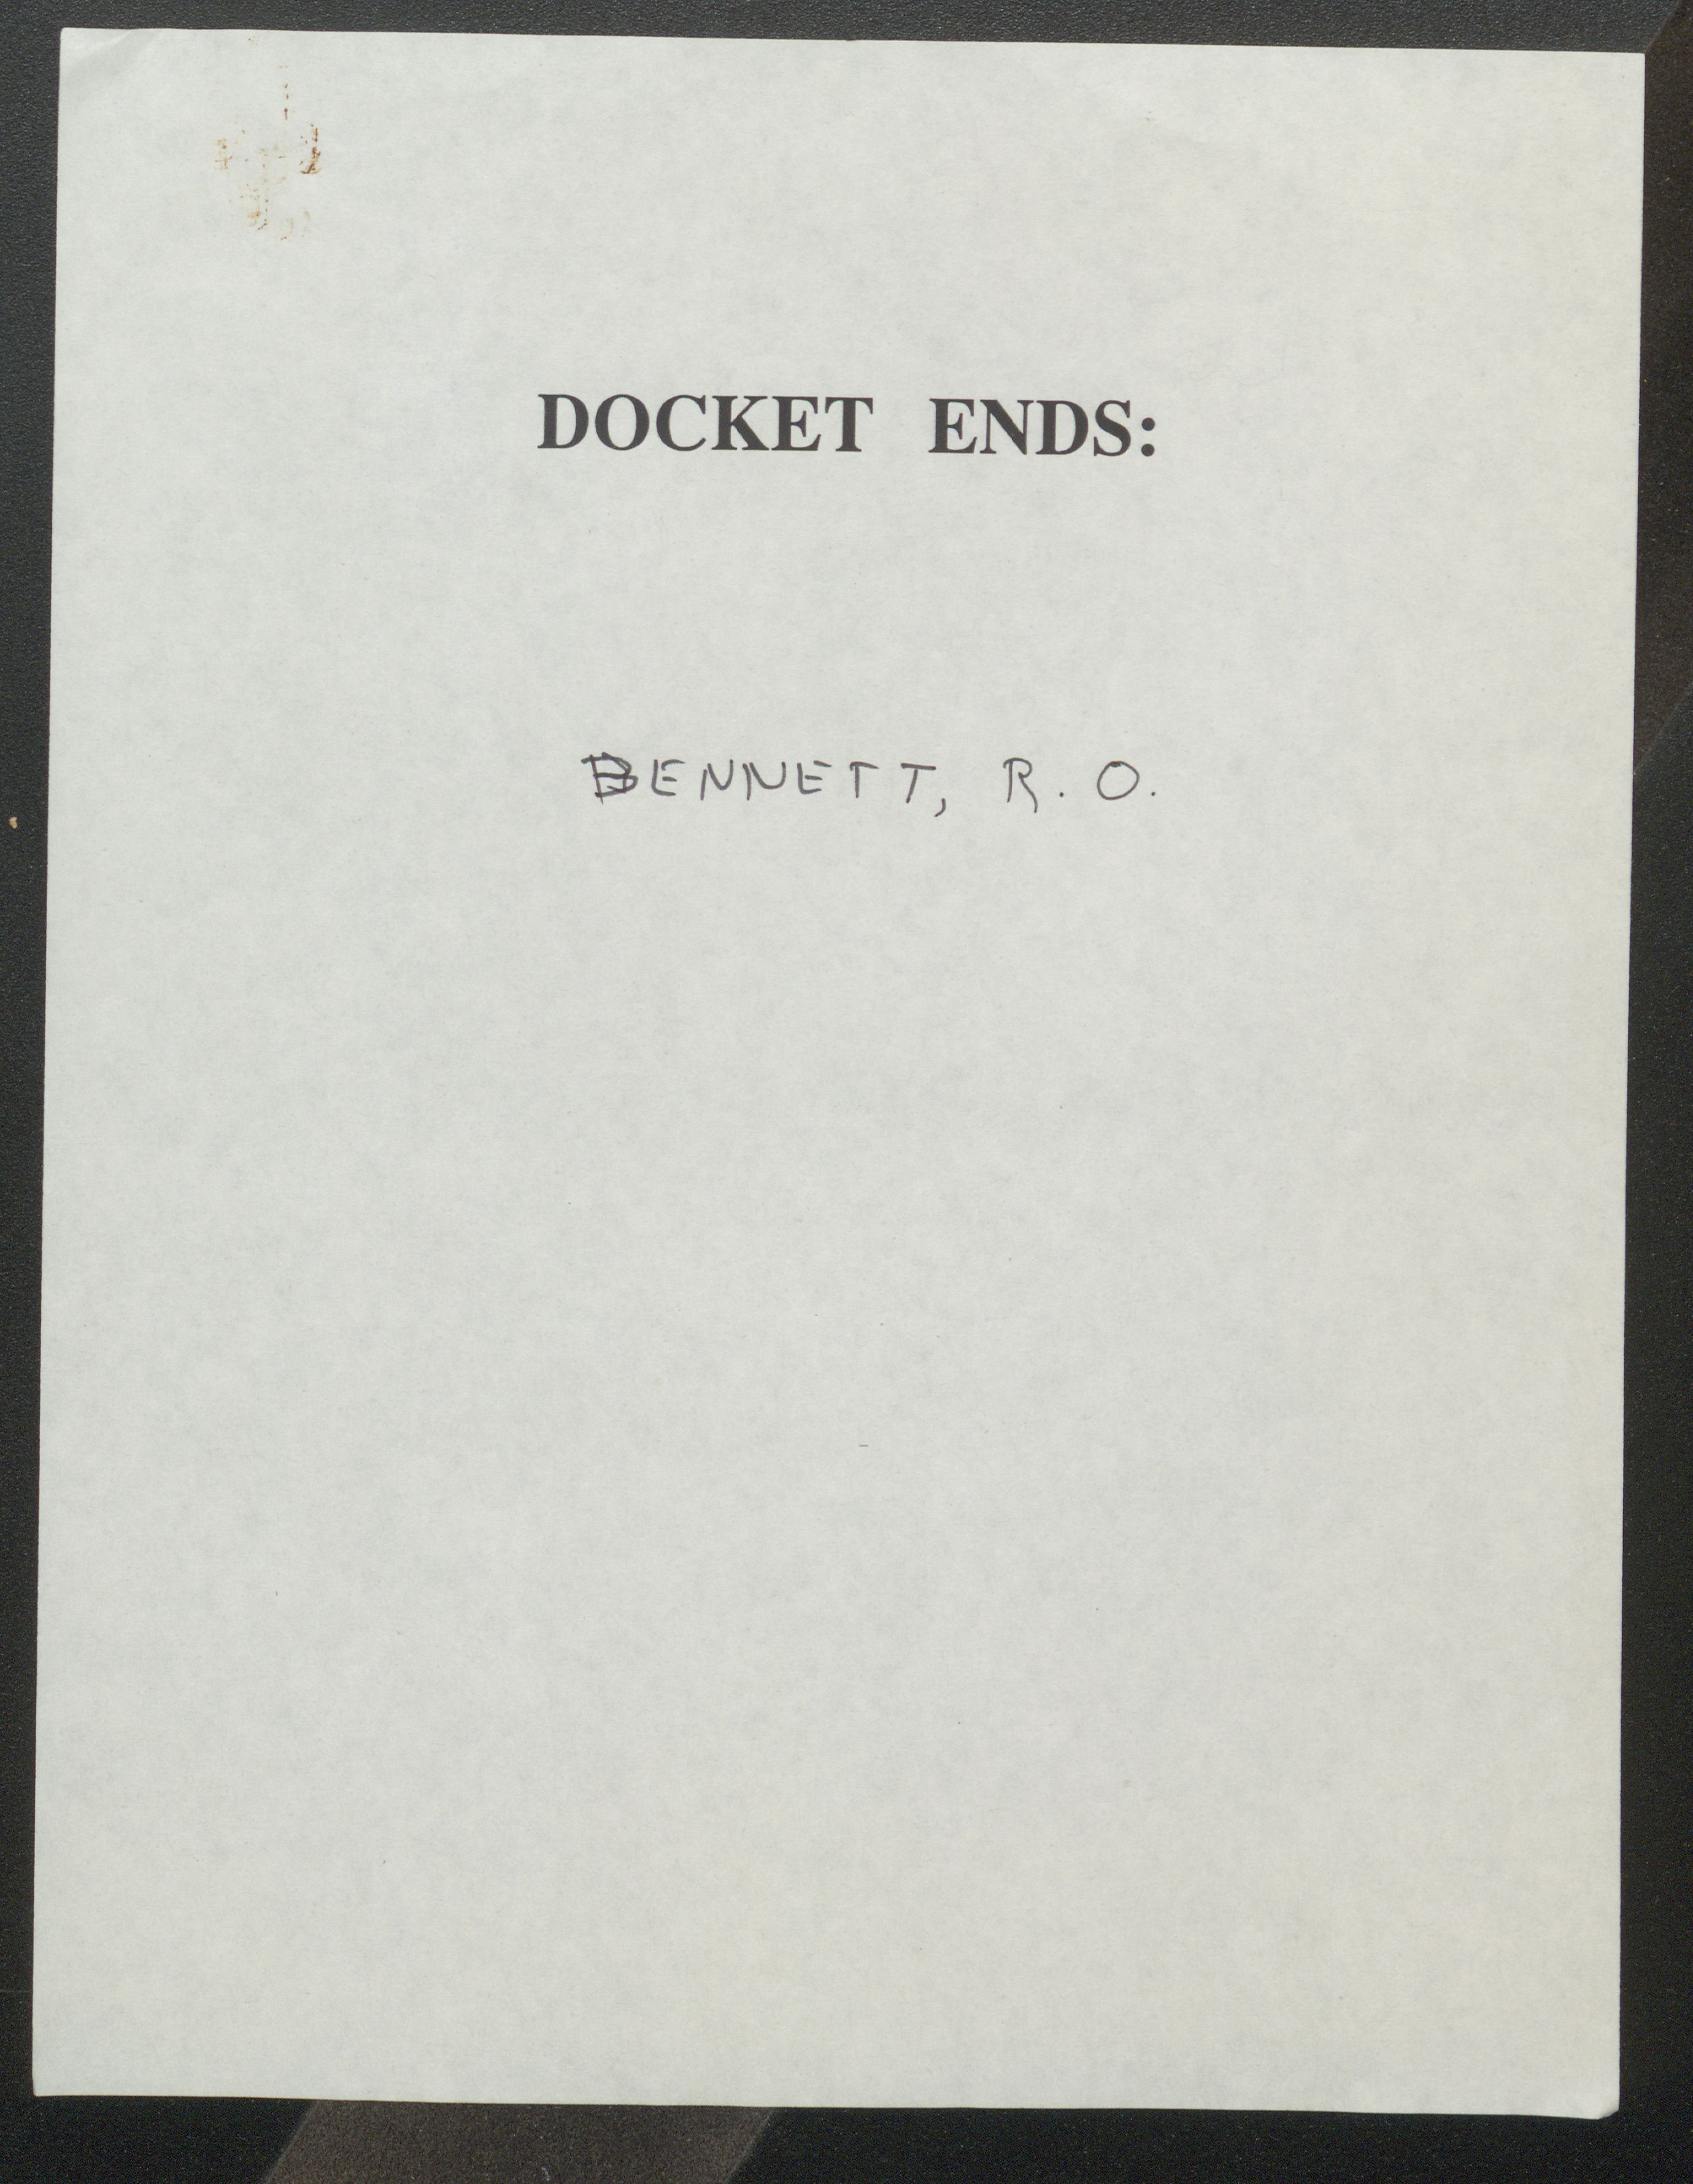 DOCKET ENDS:
BENNETT, R. O.